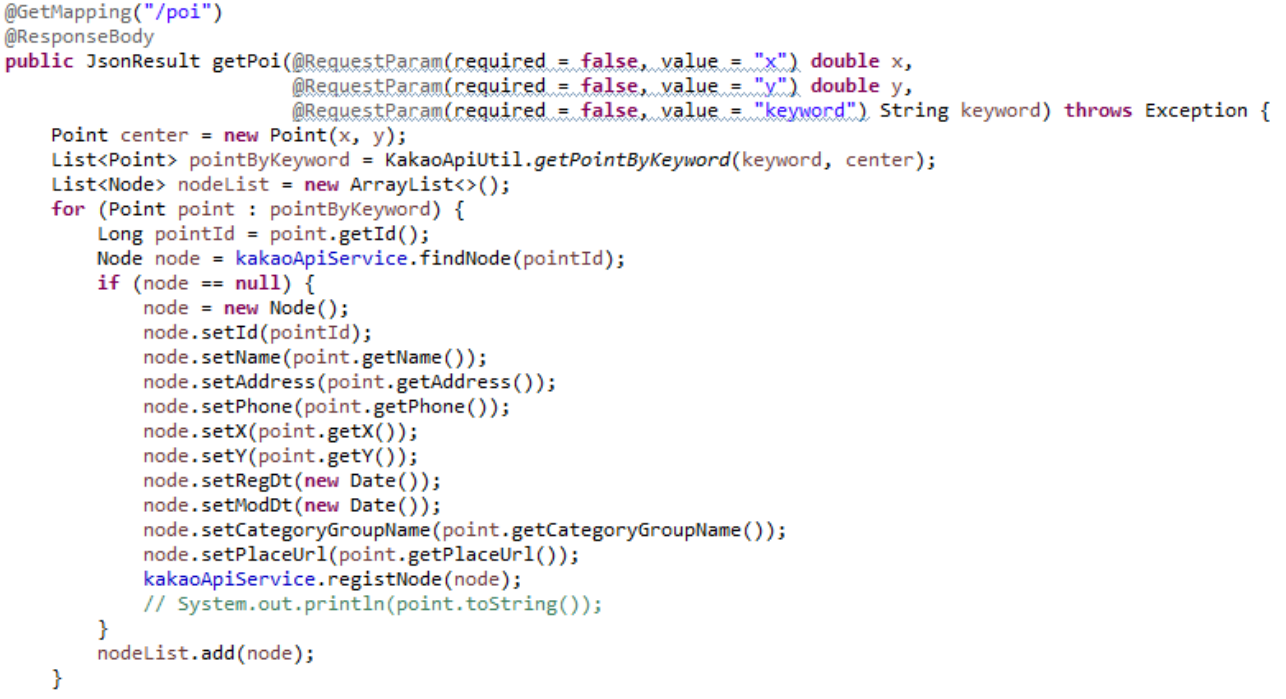 @GetMapping("/poi")
@ResponseBody
public JsonResult getPoi(@RequestParam(required = false, value = "x") double x,
                         @RequestParam(required = false, value = "y") double y,
                         @RequestParam(required = false, value = "keyword") String keyword) throws Exception {
    Point center = new Point(x, y);
    List<Point> pointByKeyword = KakaoApiUtil.getPointByKeyword(keyword, center);
    List<Node> nodeList = new ArrayList<>();
    for (Point point : pointByKeyword) {
        Long pointId = point.getId();
        Node node = kakaoApiService.findNode(pointId);
        if (node == null) {
            node = new Node();
            node.setId(pointId);
            node.setName(point.getName());
            node.setAddress(point.getAddress());
            node.setPhone(point.getPhone());
            node.setX(point.getX());
            node.setY(point.getY());
            node.setRegDt(new Date());
            node.setModDt(new Date());
            node.setCategoryGroupName(point.getCategoryGroupName());
            node.setPlaceUrl(point.getPlaceUrl());
            kakaoApiService.registNode(node);
            // System.out.println(point.toString());
        }
        nodeList.add(node);
    }